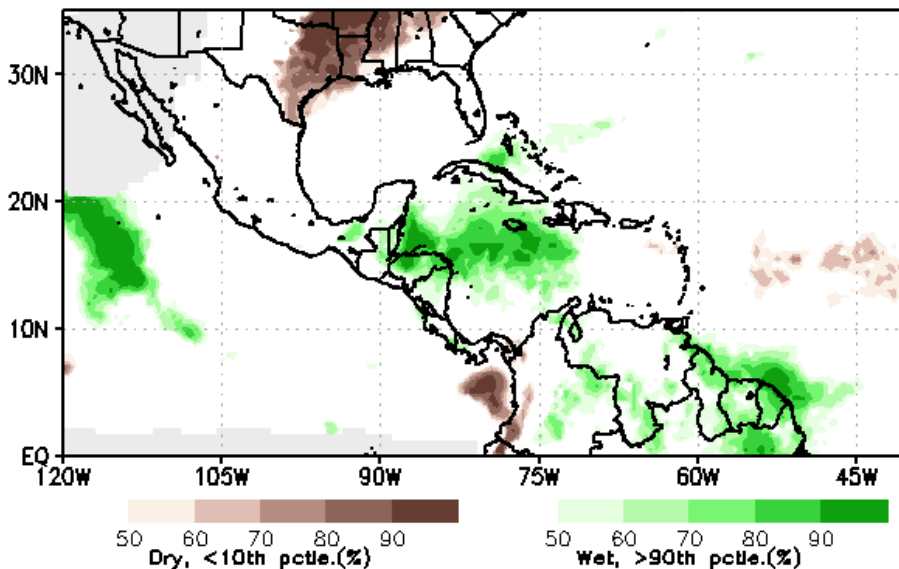 30N
20N
10N
EQ
120W 105W 90W 75W 60W 45W
50 60 70 80 90 50 60 70 80 90
Dry, <10th pctle.(%) Wet, >90th pctle.(%)